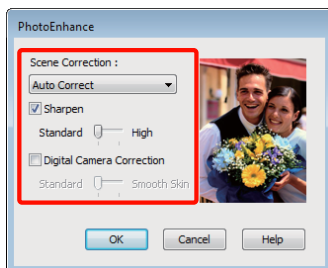 PhotoEnhance
Scene Correction :
Auto Correct
Sharpen
Standard High
Digital Camera Correction
Standard Smooth Skin
OK Cancel Help